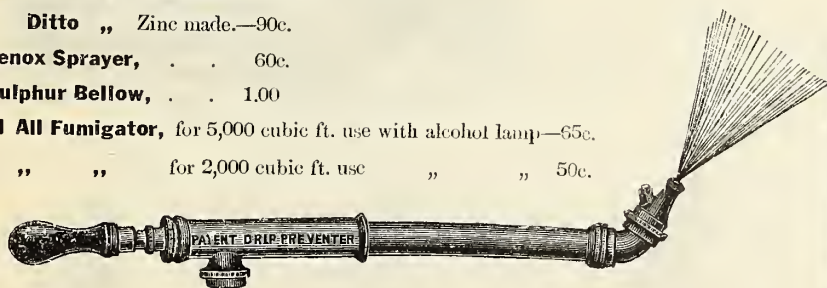 Ditto „ Zinc made.—90c.
enox Sprayer, . . 60c.
ulphur Bellow, . . 1.00
l All Fumigator, for 5,000 cubic ft. use with alcohol lamp—65c.
„ „ for 2,000 cubic ft. use „ „ 50c.
PATENT DRIP PREVENTER